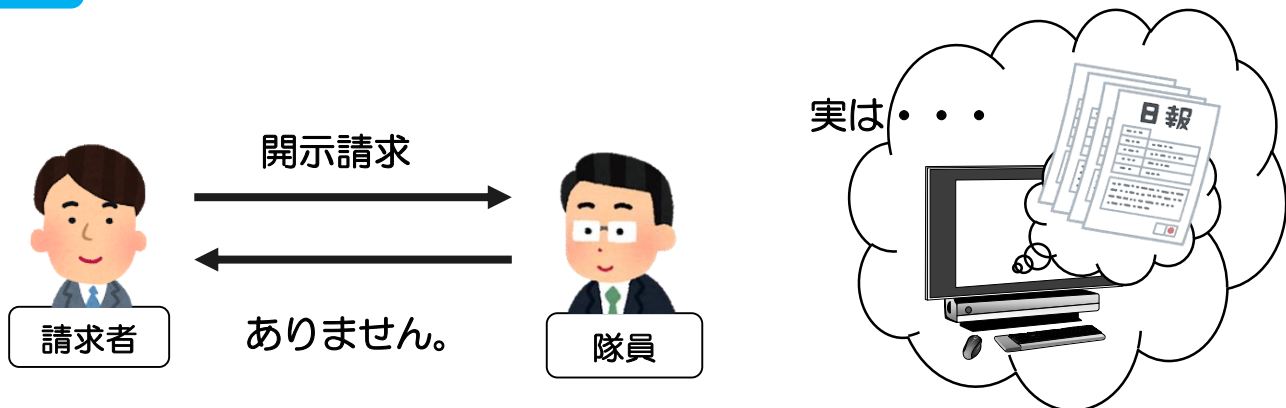 開示請求
ありません。
請求者
隊員
実は・・・
日報